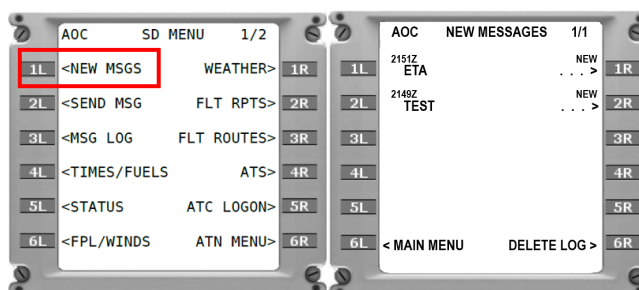 AOC SD MENU 1/2
1L <NEW MSGS WEATHER> 1R
2L <SEND MSG FLT RPTS> 2R
3L <MSG LOG FLT ROUTES> 3R
4L <TIMES/FUELS ATS> 4R
5L <STATUS ATC LOGON> 5R
6L <FPL/WINDS ATN MENU> 6R
AOC NEW MESSAGES 1/1
2151Z NEW
1L ETA . . . > 1R
2149Z NEW
2L TEST . . . > 2R
3L 3R
4L 4R
5L 5R
6L < MAIN MENU DELETE LOG > 6R